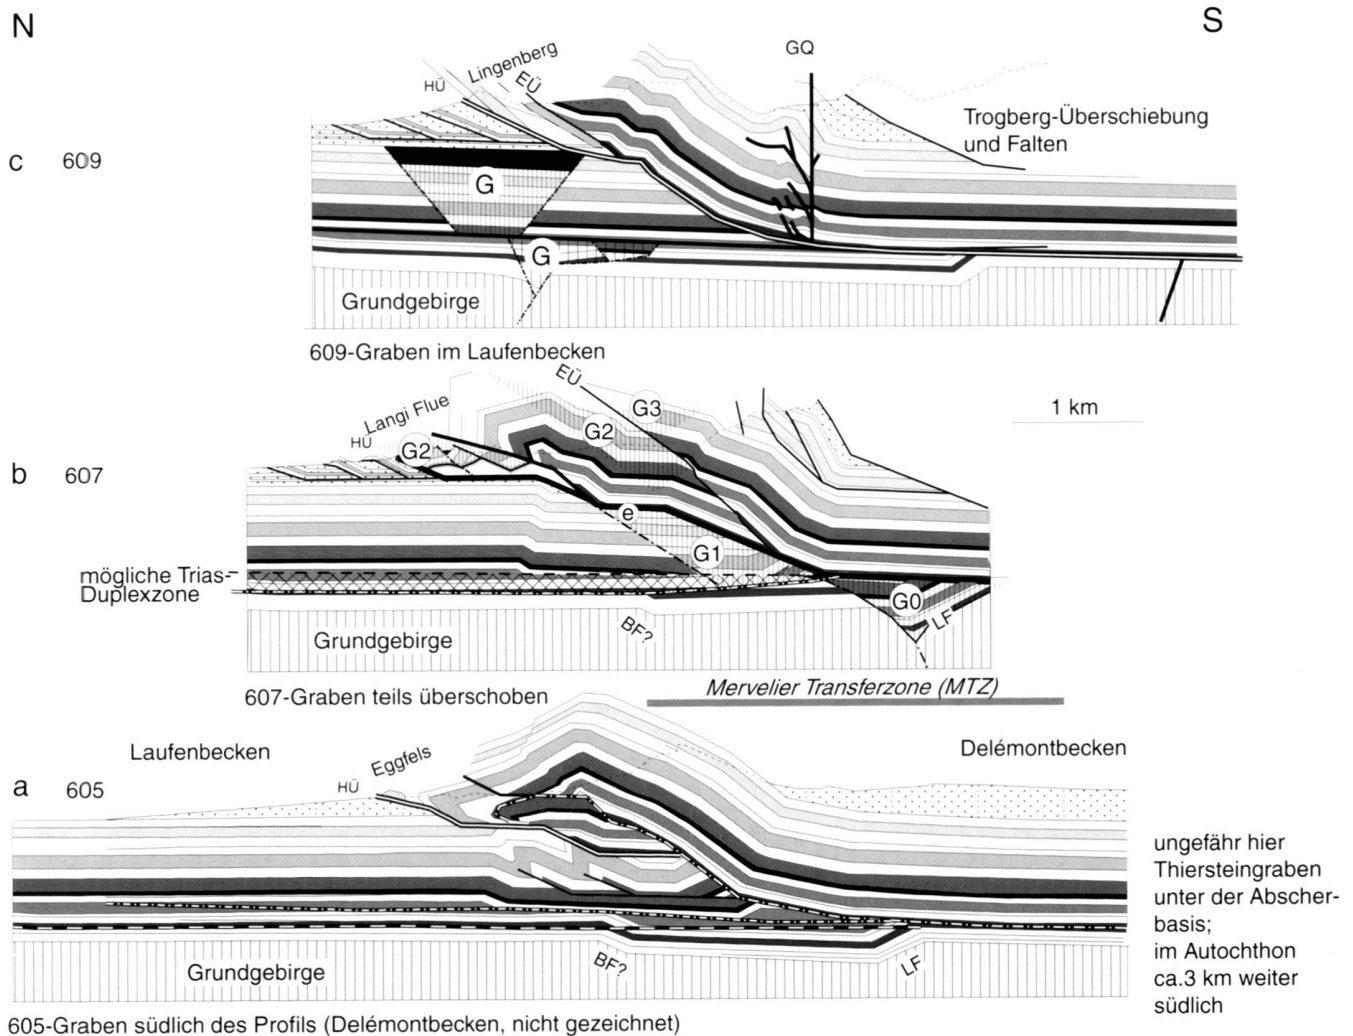 N
S
HÜ
Lingenberg
EÜ
GQ
Trogberg-Überschiebung
und Falten
c 609
G
G
Grundgebirge
609-Graben im Laufenbecken
EÜ
Langi Flue
HÜ
G2
G2
G3
1 km
b 607
e
G1
G0
mögliche Trias-
Duplexzone
Grundgebirge
BF?
LF
607-Graben teils überschoben
Mervelier Transferzone (MTZ)
Laufenbecken
Delémontbecken
Eggfels
HÜ
a 605
ungefähr hier
Thiersteingraben
unter der Abscher-
basis;
im Autochthon
ca.3 km weiter
südlich
BF?
LF
Grundgebirge
605-Graben südlich des Profils (Delémontbecken, nicht gezeichnet)